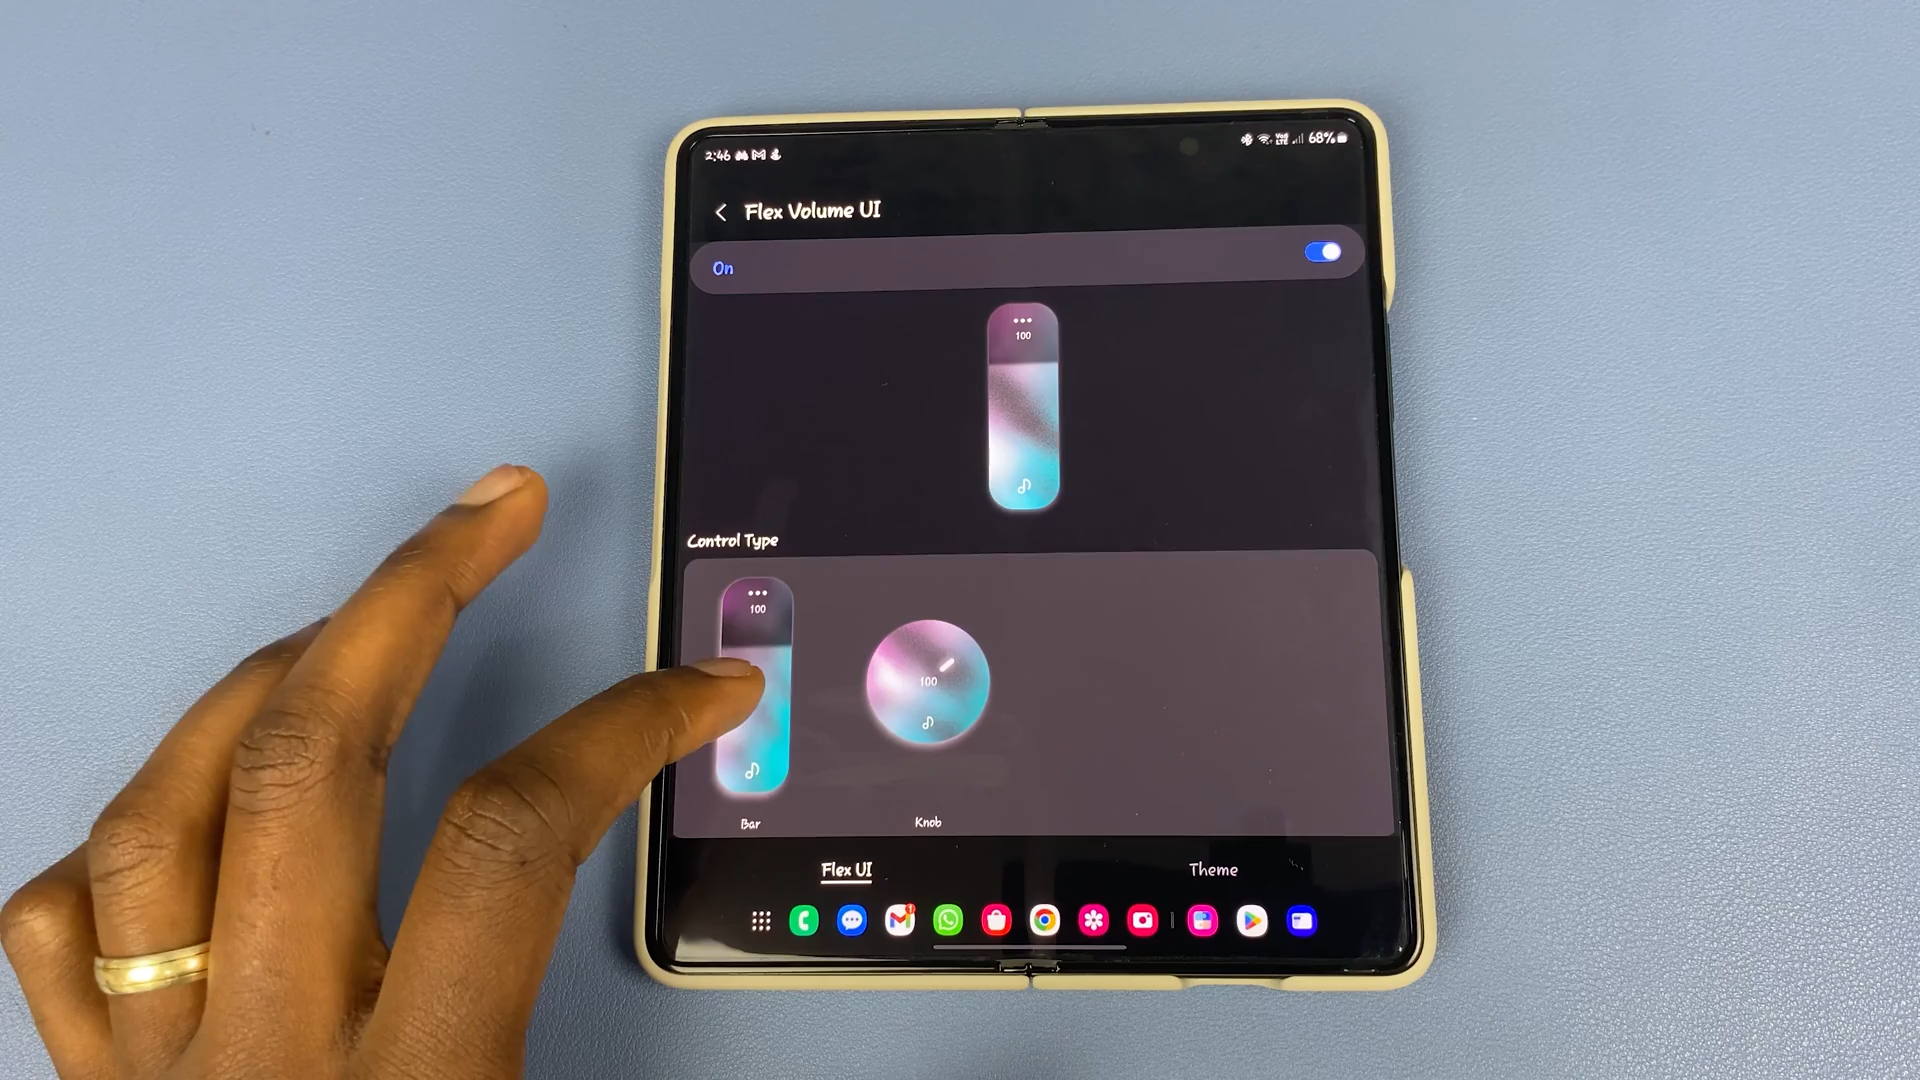 2:46
68%
Flex Volume UI
On
100
Control Type
100
100
Bar
Knob
Flex UI
Theme